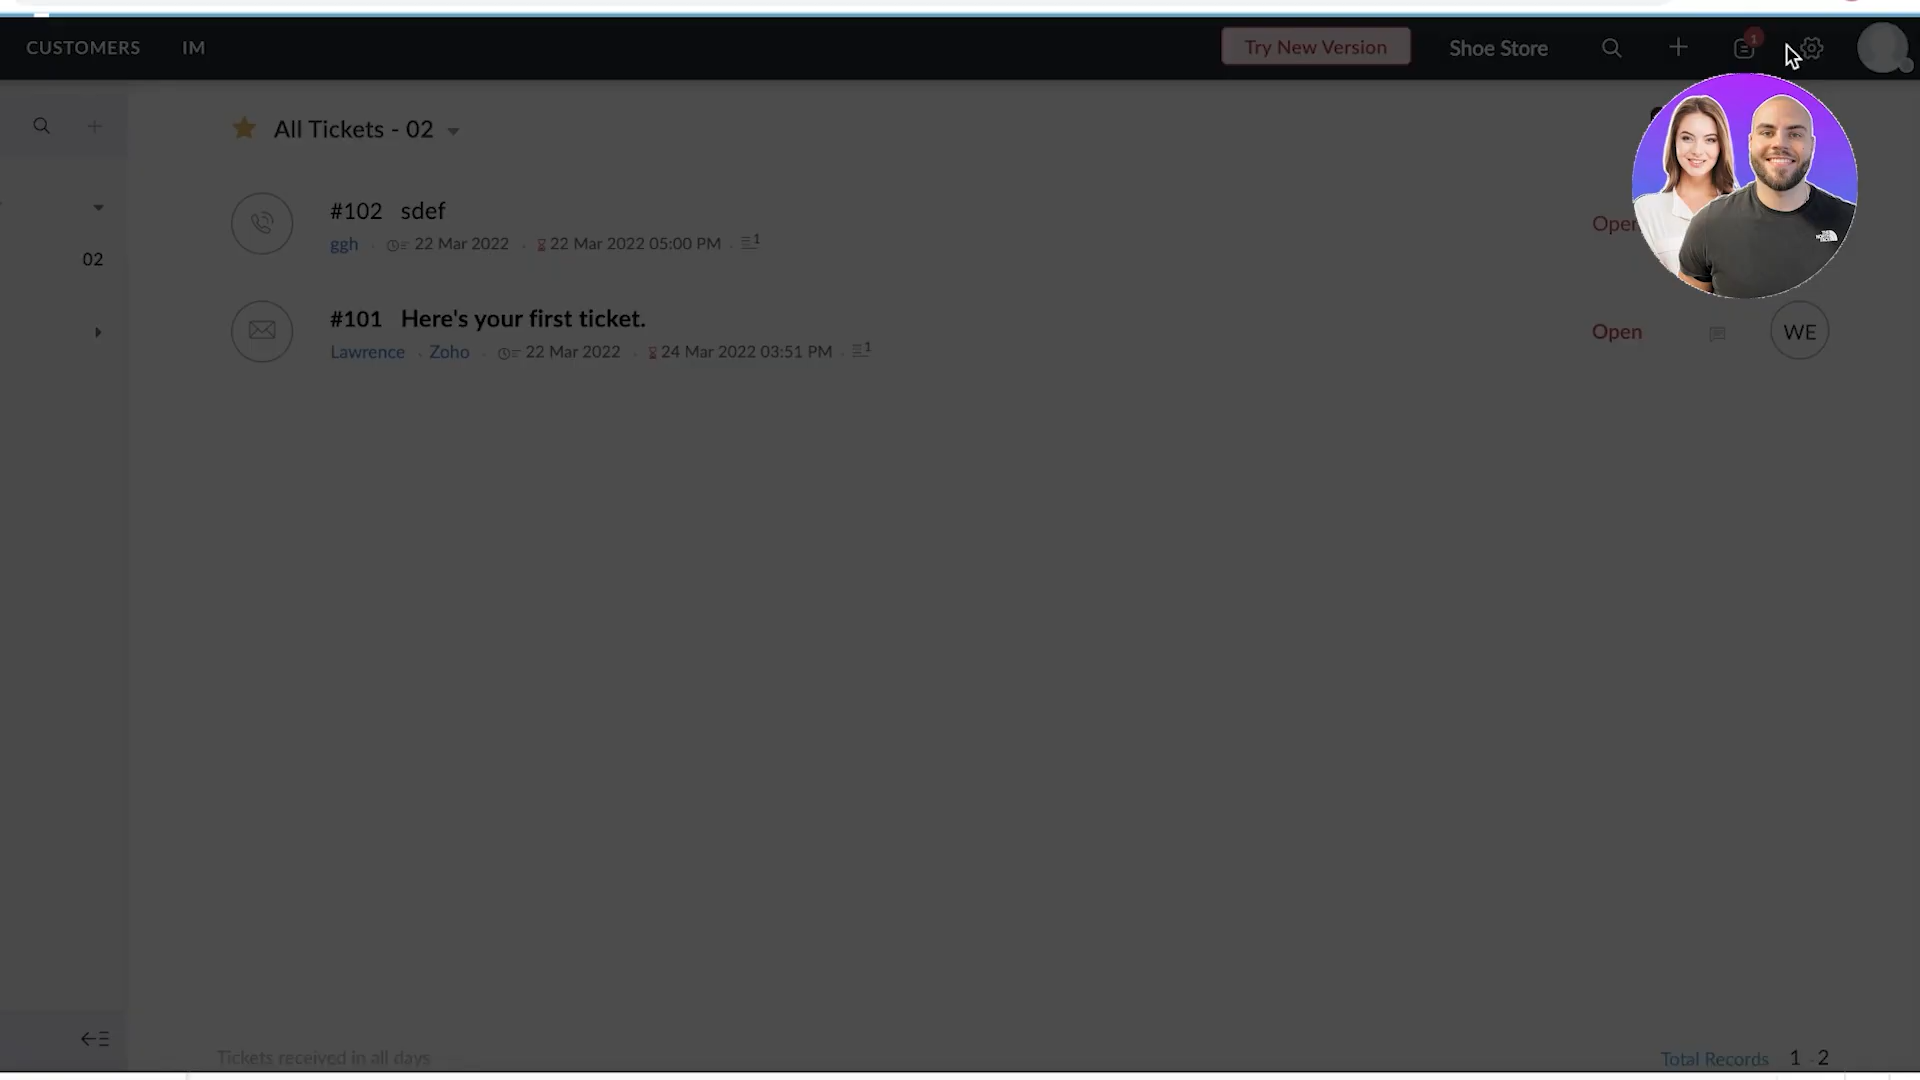 CUSTOMERS IM Try New Version Shoe Store 1
All Tickets - 02
#102 sdef
ggh . 22 Mar 2022 . 22 Mar 2022 05:00 PM . 1
02
#101 Here's your first ticket.
Open WE
Lawrence . Zoho . 22 Mar 2022 . 24 Mar 2022 03:51 PM . 1
Tickets received in all days
Total Records 1 - 2